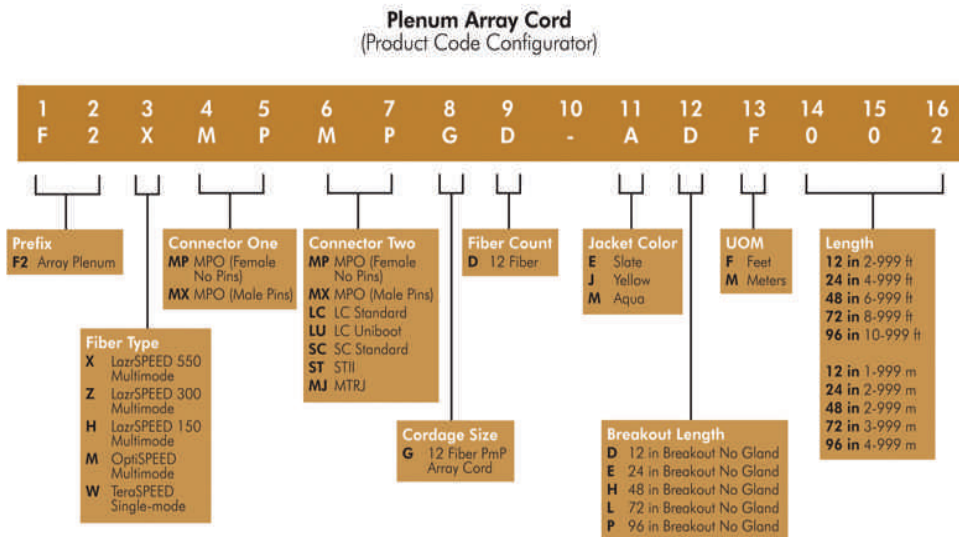 Plenum Array Cord
(Product Code Configurator)
1 2 3 4 5 6 7 8 9 10 11 12 13 14 15 16
F 2 X M P M P G D - A D F 0 0 2
Prefix
F2 Array Plenum
Connector One
MP MPO (Female
No Pins)
MX MPO (Male Pins)
Connector Two
MP MPO (Female
No Pins)
MX MPO (Male Pins)
LC LC Standard
LU LC Uniboot
SC SC Standard
ST STII
MJ MTRJ
Fiber Count
D 12 Fiber
Jacket Color
E Slate
J Yellow
M Aqua
UOM
F Feet
M Meters
Length
12 in 2-999 ft
24 in 4-999 ft
48 in 6-999 ft
72 in 8-999 ft
96 in 10-999 ft
12 in 1-999 m
24 in 2-999 m
48 in 2-999 m
72 in 3-999 m
96 in 4-999 m
Fiber Type
X LazrSPEED 550
Multimode
Z LazrSPEED 300
Multimode
H LazrSPEED 150
Multimode
M OptiSPEED
Multimode
W TeraSPEED
Single-mode
Cordage Size
G 12 Fiber PmP
Array Cord
Breakout Length
D 12 in Breakout No Gland
E 24 in Breakout No Gland
H 48 in Breakout No Gland
L 72 in Breakout No Gland
P 96 in Breakout No Gland